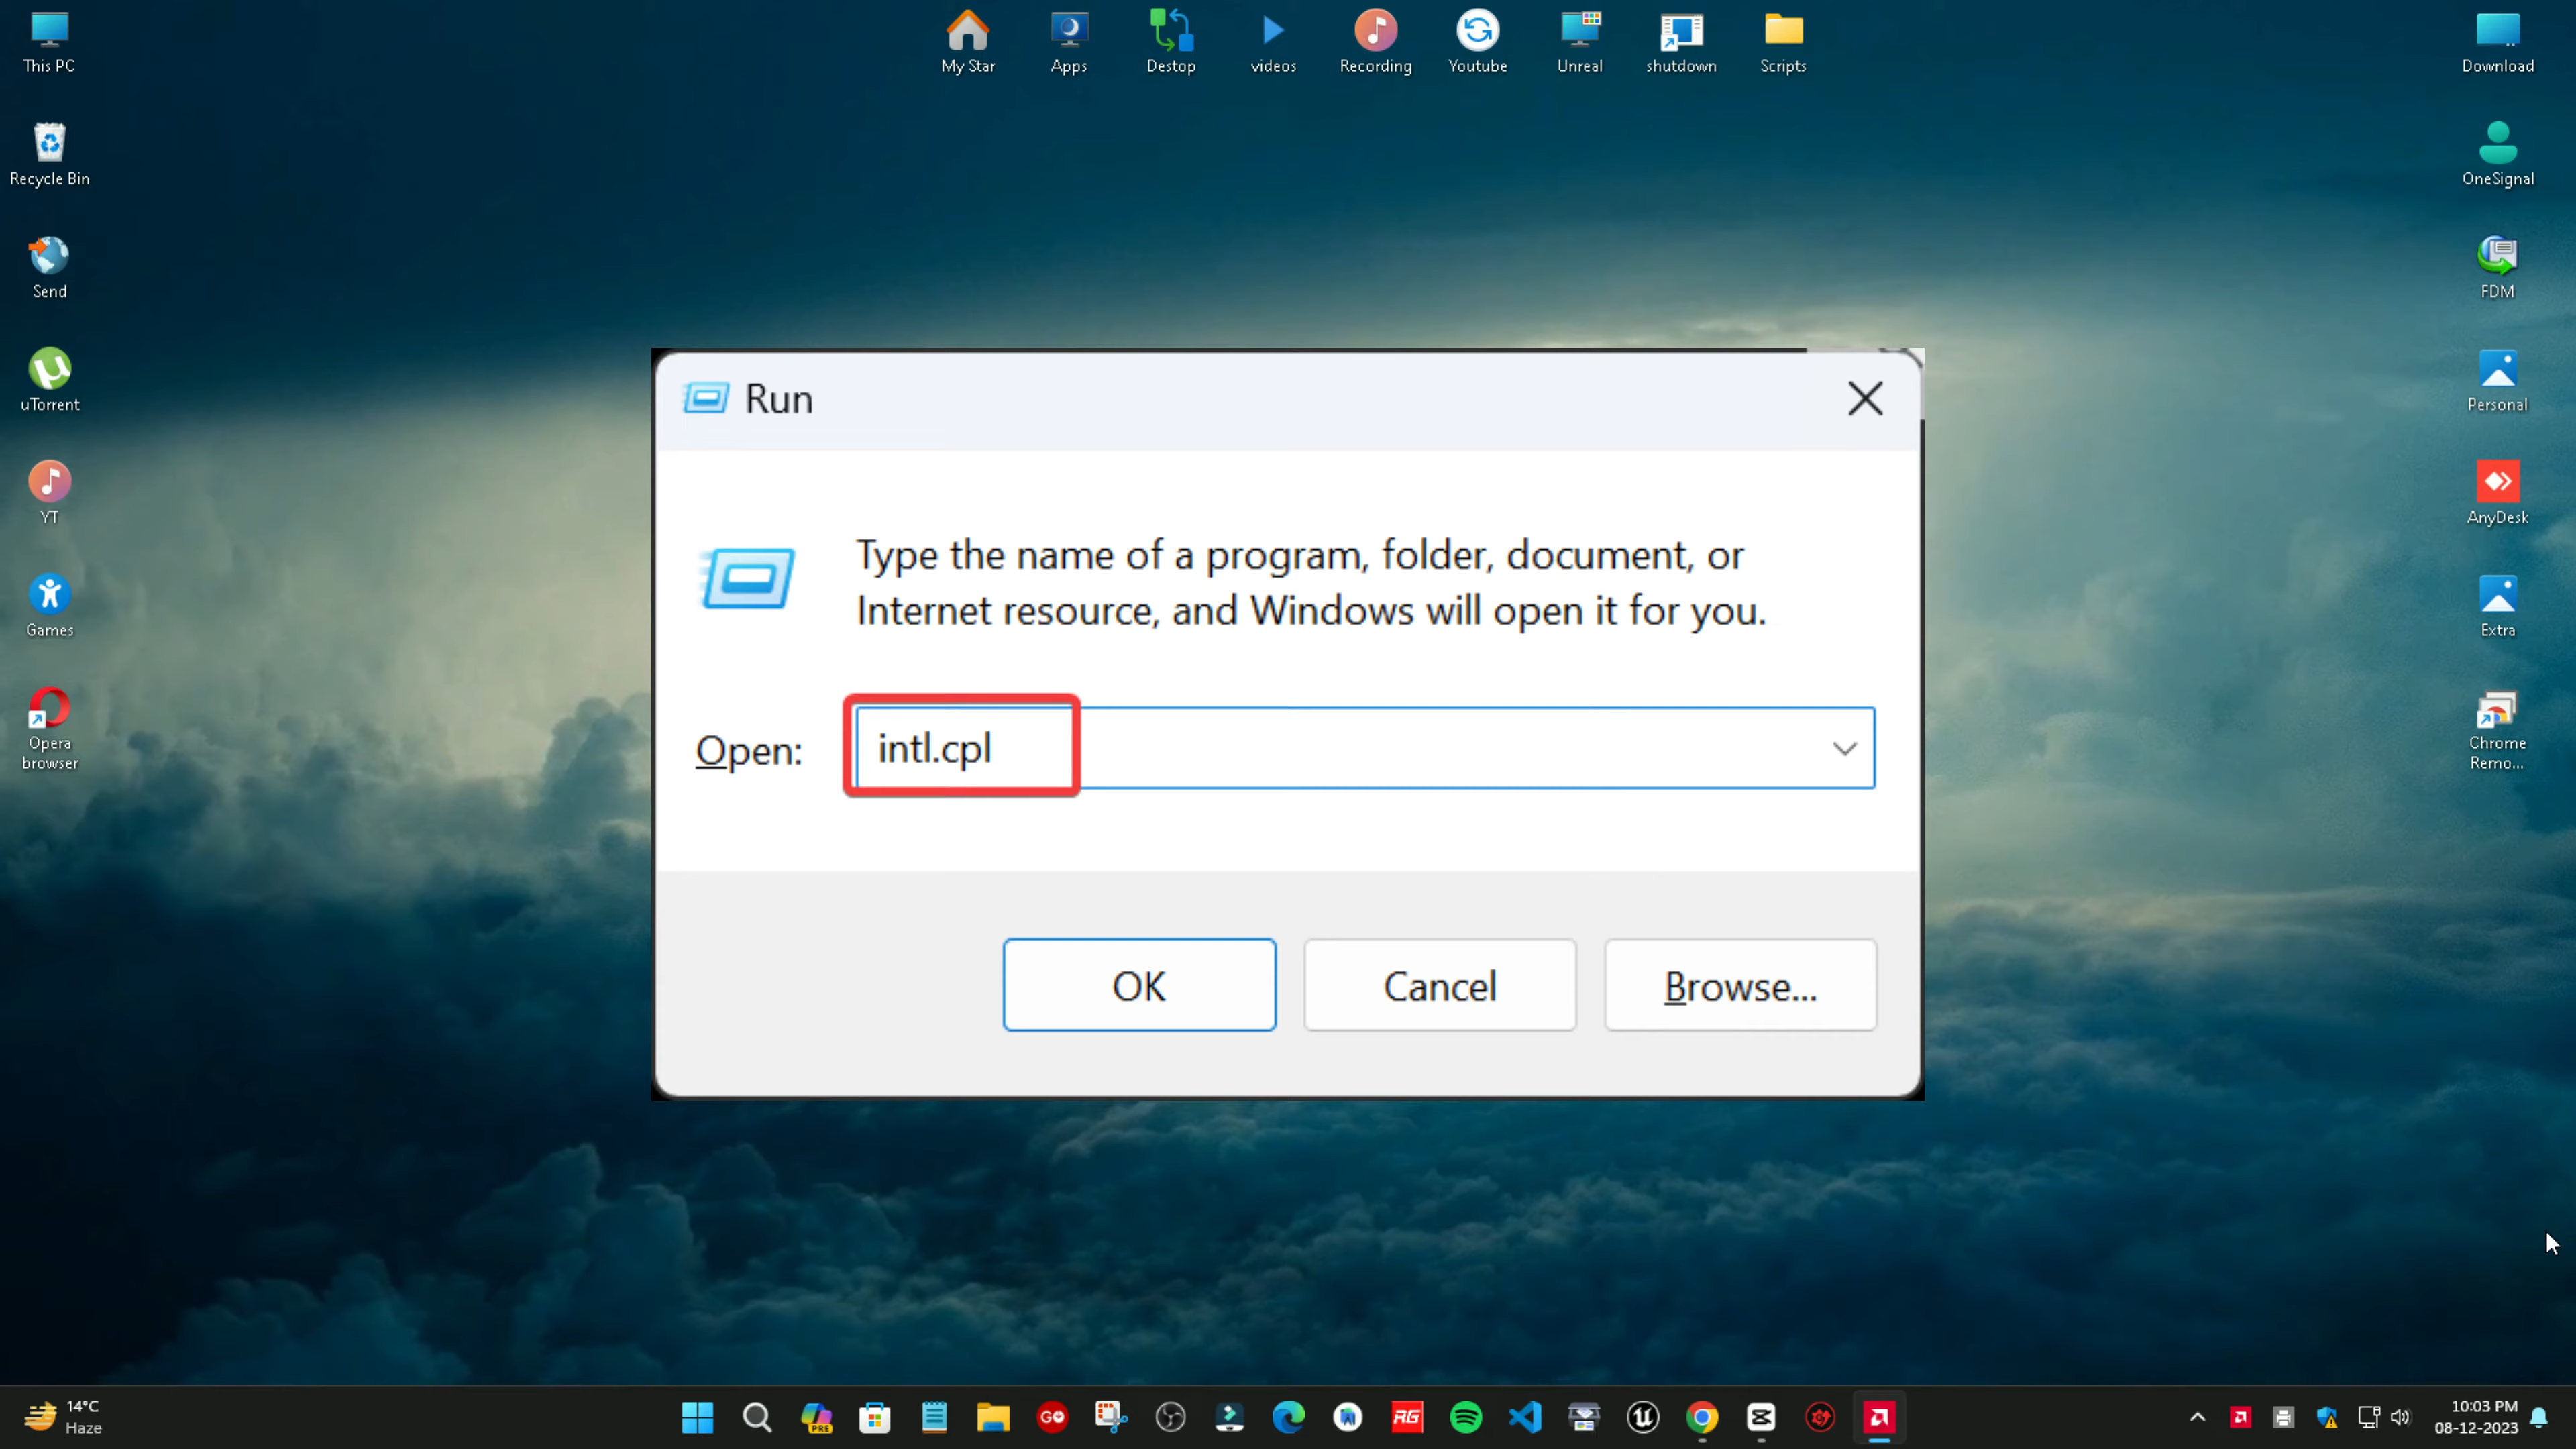 This PC
My Star
Apps
Destop
videos
Recording
Youtube
Unreal
shutdown
Scripts
Download
Recycle Bin
OneSignal
Send
FDM
uTorrent
Personal
YT
AnyDesk
Games
Extra
Opera
browser
Chrome
Remo...
Run
Type the name of a program, folder, document, or
Internet resource, and Windows will open it for you.
Open:
intl.cpl
OK
Cancel
Browse...
14°C
Haze
PRE
GO
RG
10:03 PM
08-12-2023